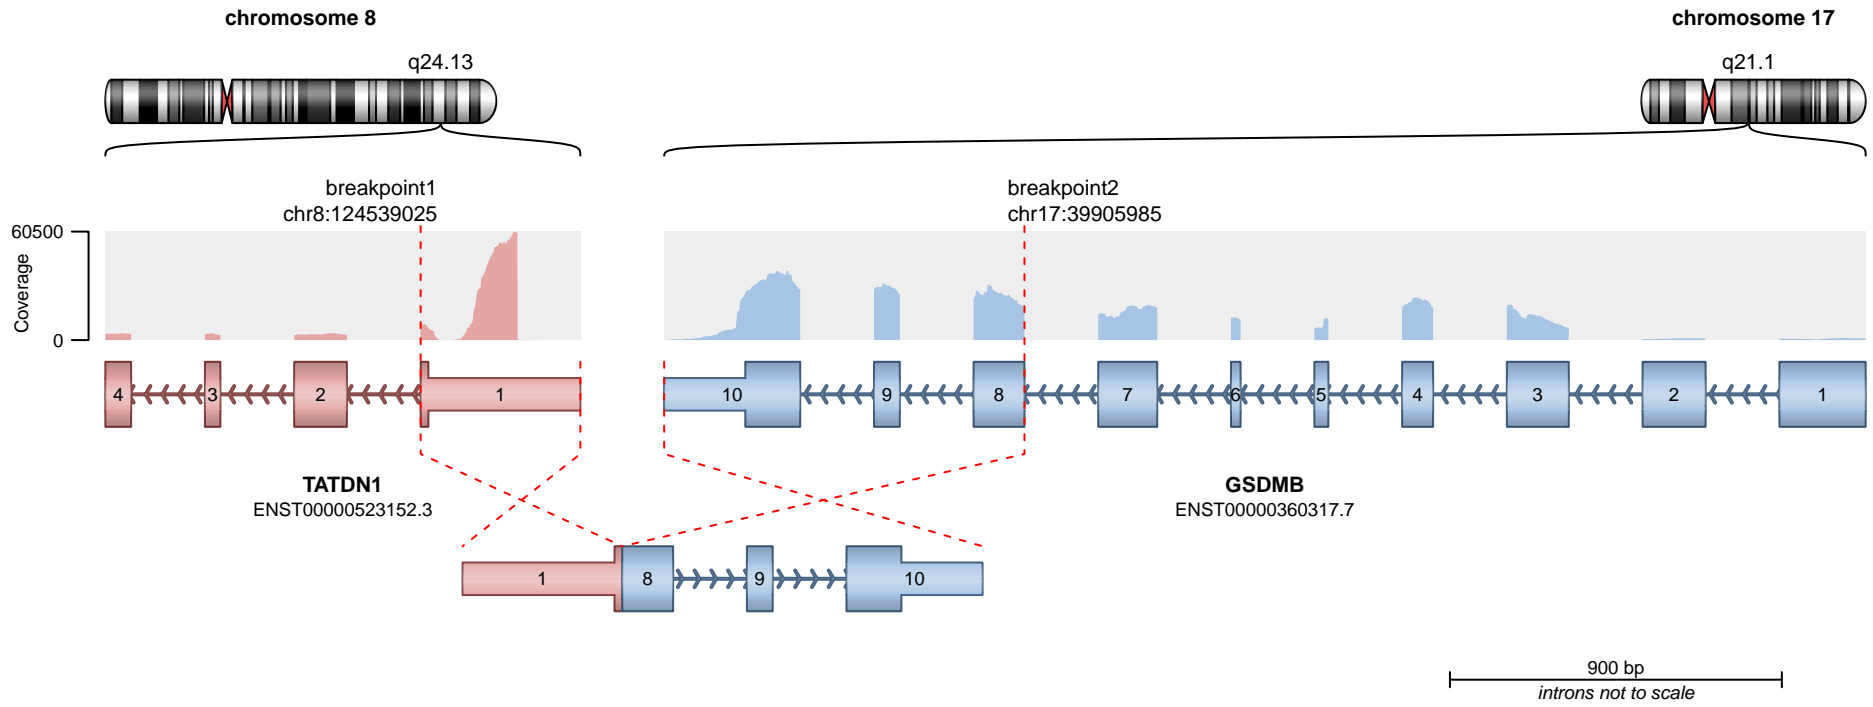 chromosome 8
chromosome 17
q24.13
q21.1
breakpoint1
chr8:124539025
breakpoint2
chr17:39905985
60500
Coverage
0
4 3 2 1
10 9 8 7 6 5 4 3 2 1
TATDN1
ENST00000523152.3
GSDMB
ENST00000360317.7
1 8 9 10
900 bp
introns not to scale